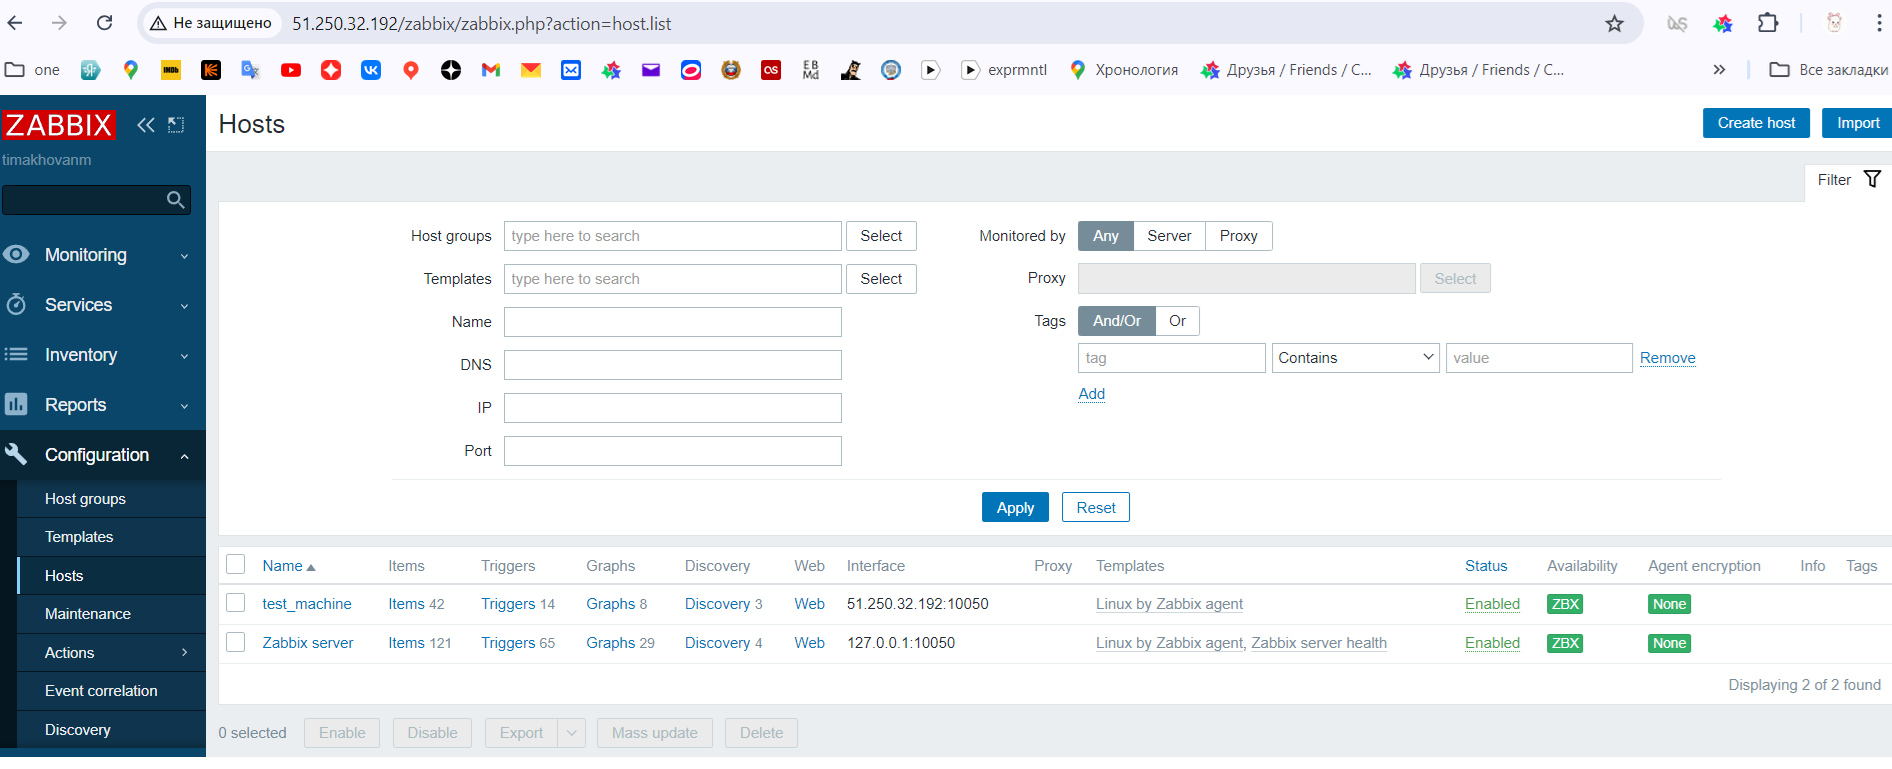 Не защищено 51.250.32.192/zabbix/zabbix.php?action=host.list
one
IMDb
EB
Md
exprmntl
Хронология
Друзья / Friends / C...
Друзья / Friends / C...
Все закладки
ZABBIX
timakhovanm
Monitoring
Services
Inventory
Reports
Configuration
Host groups
Templates
Hosts
Maintenance
Actions
Event correlation
Discovery
Hosts
Create host Import
Filter
Host groups type here to search Select
Templates type here to search Select
Name
DNS
IP
Port
Monitored by Any Server Proxy
Proxy Select
Tags And/Or Or
tag Contains value Remove
Add
Apply Reset
Name Items Triggers Graphs Discovery Web Interface Proxy Templates Status Availability Agent encryption Info Tags
test_machine Items 42 Triggers 14 Graphs 8 Discovery 3 Web 51.250.32.192:10050 Linux by Zabbix agent Enabled ZBX None
Zabbix server Items 121 Triggers 65 Graphs 29 Discovery 4 Web 127.0.0.1:10050 Linux by Zabbix agent, Zabbix server health Enabled ZBX None
Displaying 2 of 2 found
0 selected Enable Disable Export Mass update Delete